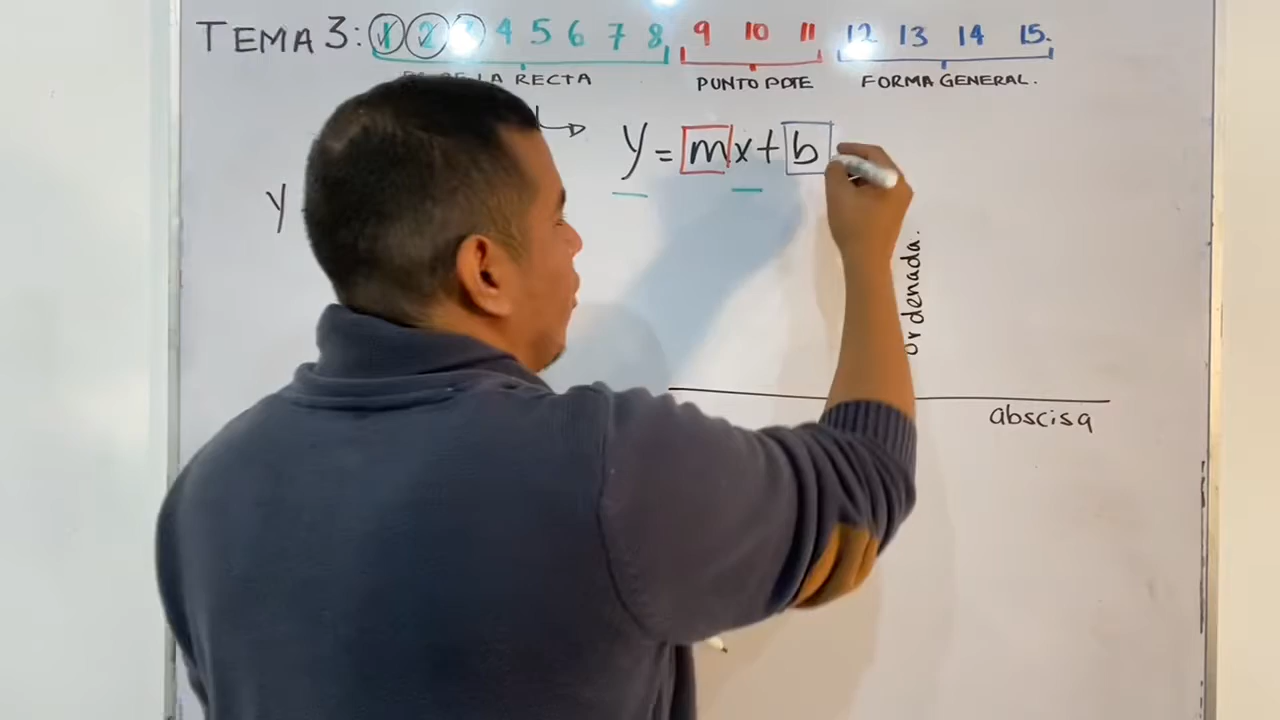 TEMA 3: 1 2 3 4 5 6 7 8 9 10 11 12 13 14 15.
LA RECTA PUNTO PDTE FORMA GENERAL.
y = mx + b
y
ordenada.
abscisa